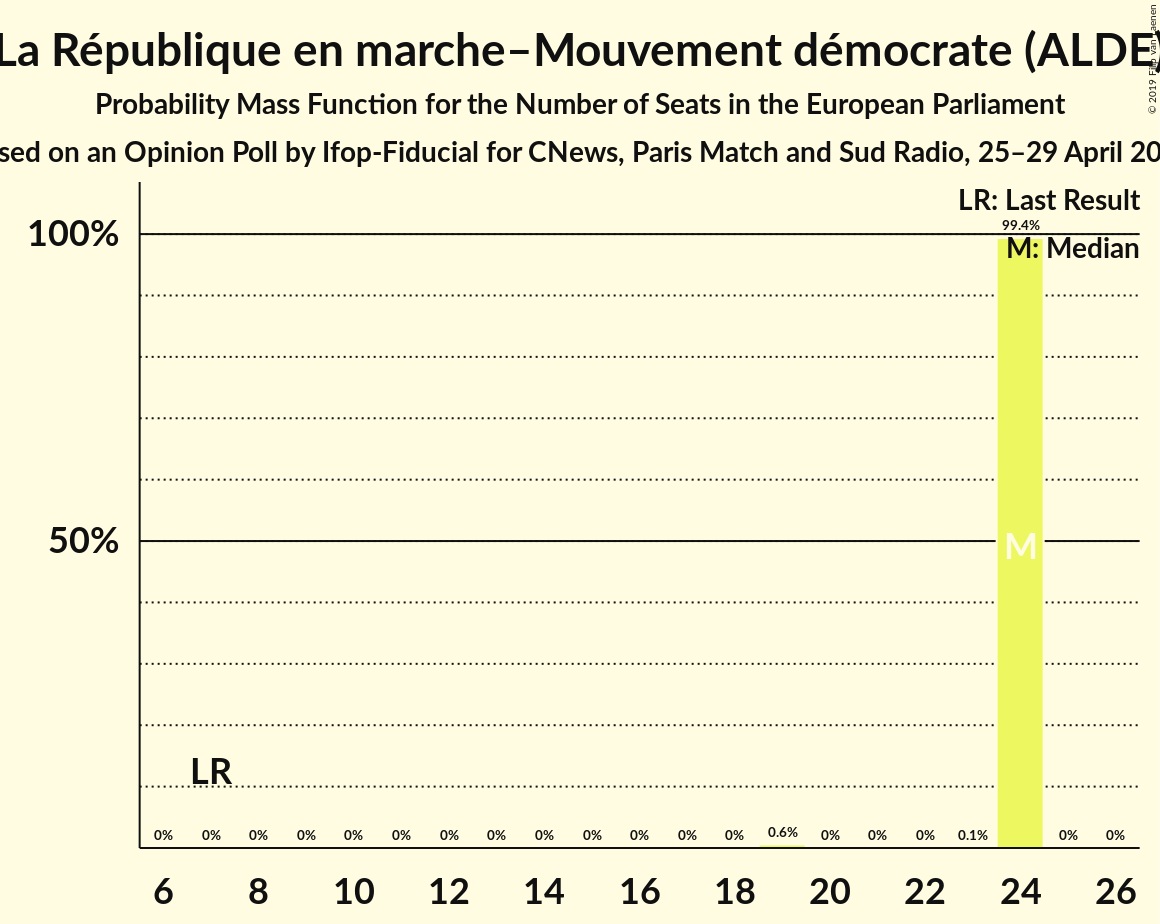 La République en marche–Mouvement démocrate (ALDE)
Probability Mass Function for the Number of Seats in the European Parliament
sed on an Opinion Poll by Ifop-Fiducial for CNews, Paris Match and Sud Radio, 25–29 April 20
© 2019 Filip van Laenen
LR: Last Result
M: Median
100%
50%
99.4%
M
LR
0% 0% 0% 0% 0% 0% 0% 0% 0% 0% 0% 0% 0% 0.6% 0% 0% 0% 0.1% 0% 0%
6 8 10 12 14 16 18 20 22 24 26